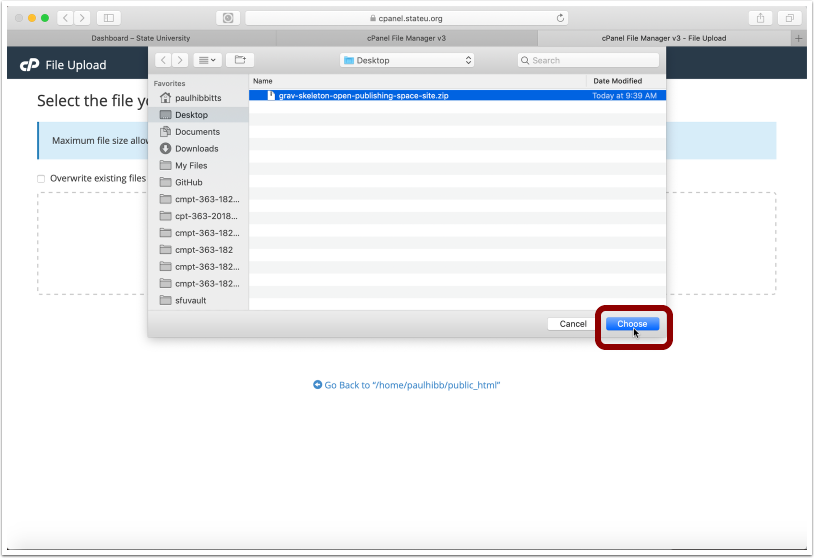 cpanel.stateu.org
Dashboard – State University
cPanel File Manager v3
cPanel File Manager v3 - File Upload
cP File Upload
Desktop
Search
Select the file y
Maximum file size allow
Overwrite existing files
Favorites
paulhibbitts
Desktop
Documents
Downloads
My Files
GitHub
cmpt-363-182...
cpt-363-2018...
cmpt-363-182...
cmpt-363-182
cmpt-363-182...
cmpt-363-182...
sfuvault
Name
Date Modified
grav-skeleton-open-publishing-space-site.zip
Today at 9:39 AM
Cancel
Choose
Go Back to “/home/paulhibb/public_html”